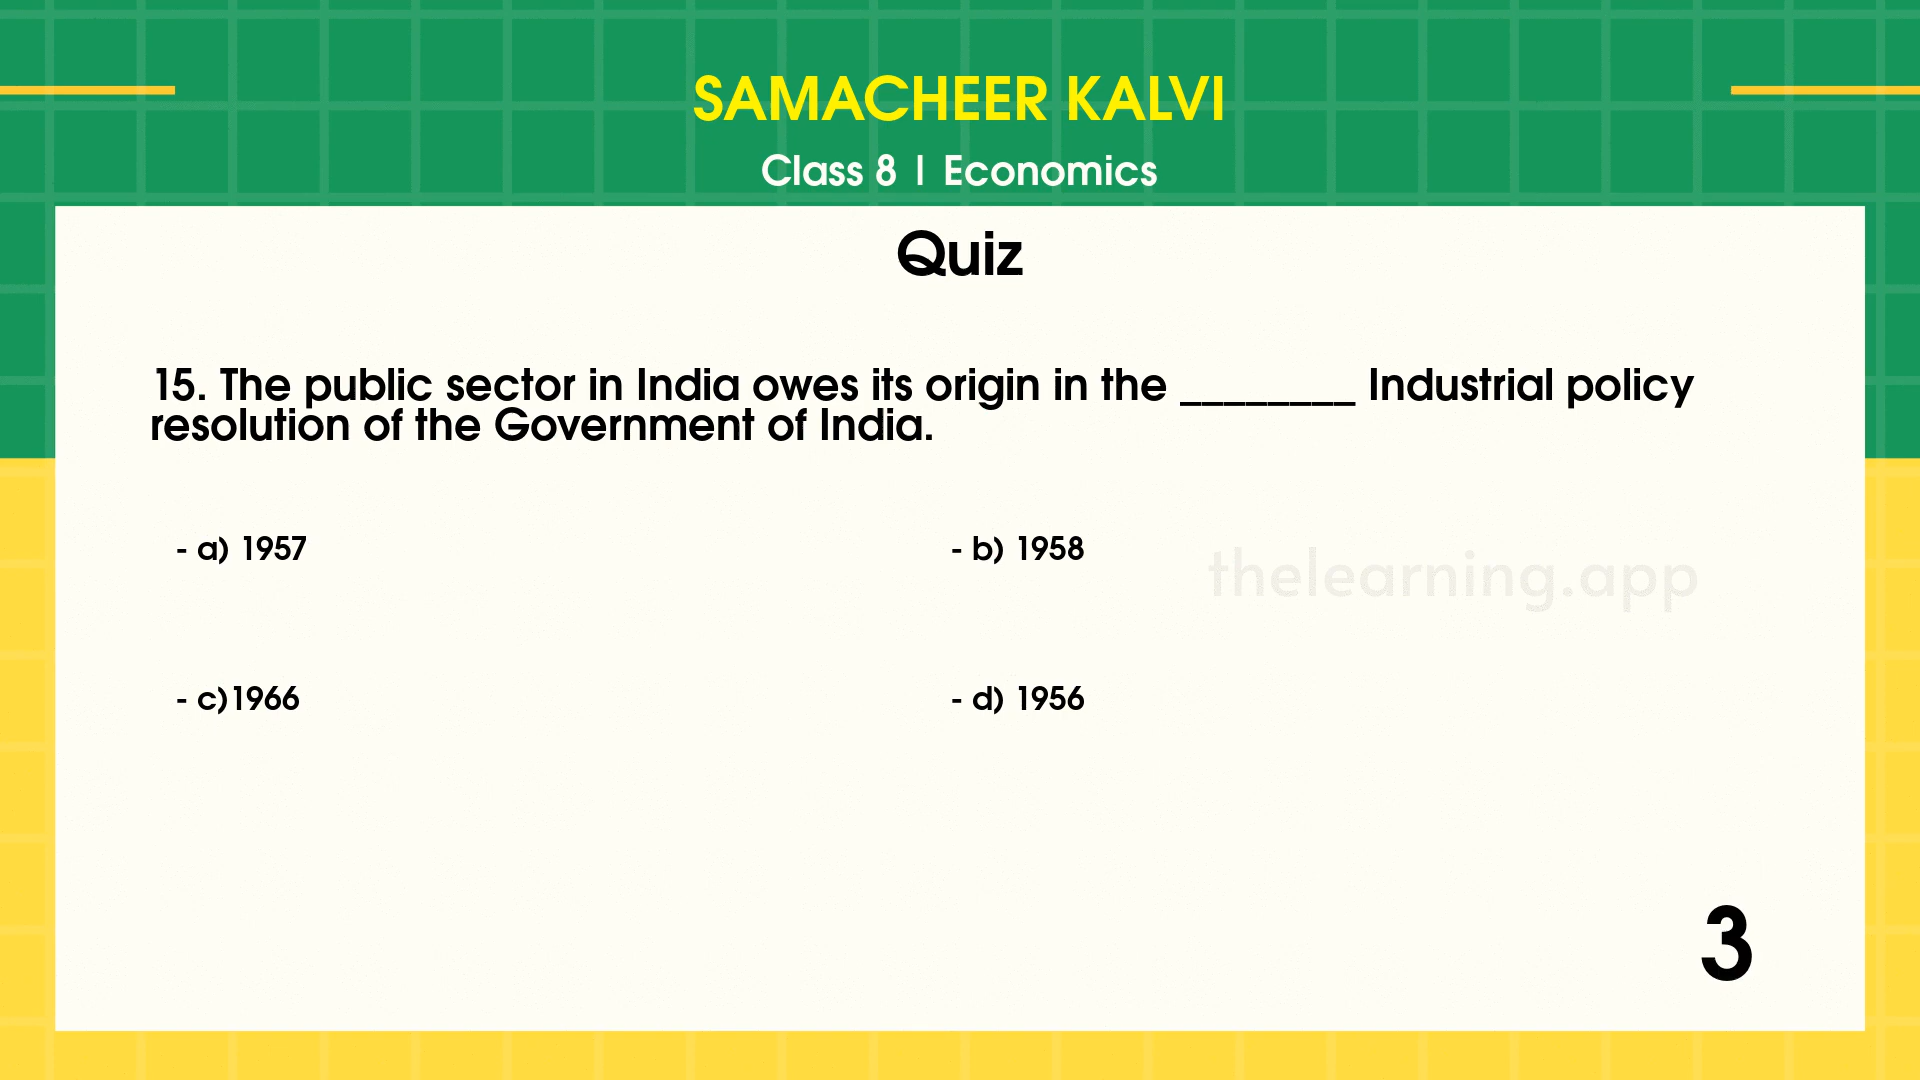 SAMACHEER KALVI
Class 8 | Economics
Quiz
15. The public sector in India owes its origin in the ________ Industrial policy
resolution of the Government of India.
- a) 1957
- b) 1958
thelearning.app
- c)1966
- d) 1956
3